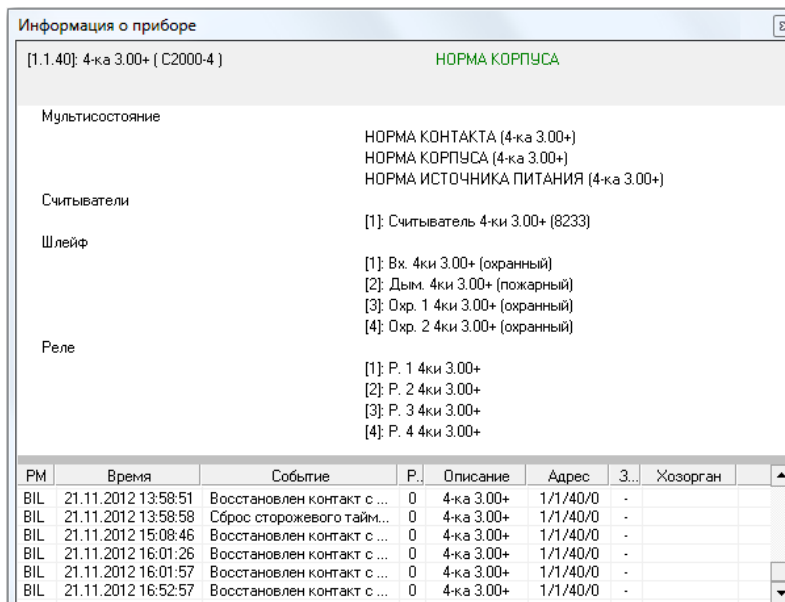 Информация о приборе
[1.1.40]: 4-ка 3.00+ ( С2000-4 ) НОРМА КОРПУСА
Мультисостояние
НОРМА КОНТАКТА (4-ка 3.00+)
НОРМА КОРПУСА (4-ка 3.00+)
НОРМА ИСТОЧНИКА ПИТАНИЯ (4-ка 3.00+)
Считыватели
[1]: Считыватель 4-ки 3.00+ (8233)
Шлейф
[1]: Вх. 4ки 3.00+ (охранный)
[2]: Дым. 4ки 3.00+ (пожарный)
[3]: Охр. 1 4ки 3.00+ (охранный)
[4]: Охр. 2 4ки 3.00+ (охранный)
Реле
[1]: Р. 1 4ки 3.00+
[2]: Р. 2 4ки 3.00+
[3]: Р. 3 4ки 3.00+
[4]: Р. 4 4ки 3.00+
РМ Время Событие Р.. Описание Адрес З... Хозорган
BIL 21.11.2012 13:58:51 Восстановлен контакт с ... 0 4-ка 3.00+ 1/1/40/0 -
BIL 21.11.2012 13:58:58 Сброс сторожевого тайм... 0 4-ка 3.00+ 1/1/40/0 -
BIL 21.11.2012 15:08:46 Восстановлен контакт с ... 0 4-ка 3.00+ 1/1/40/0 -
BIL 21.11.2012 16:01:26 Восстановлен контакт с ... 0 4-ка 3.00+ 1/1/40/0 -
BIL 21.11.2012 16:01:57 Восстановлен контакт с ... 0 4-ка 3.00+ 1/1/40/0 -
BIL 21.11.2012 16:52:57 Восстановлен контакт с ... 0 4-ка 3.00+ 1/1/40/0 -